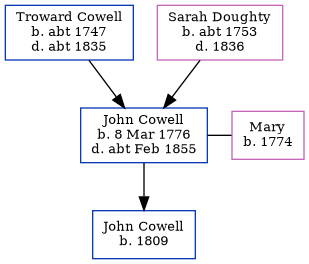 Troward Cowell
b. abt 1747
d. abt 1835
Sarah Doughty
b. abt 1753
d. 1836
John Cowell
b. 8 Mar 1776
d. abt Feb 1855
Mary
b. 1774
John Cowell
b. 1809